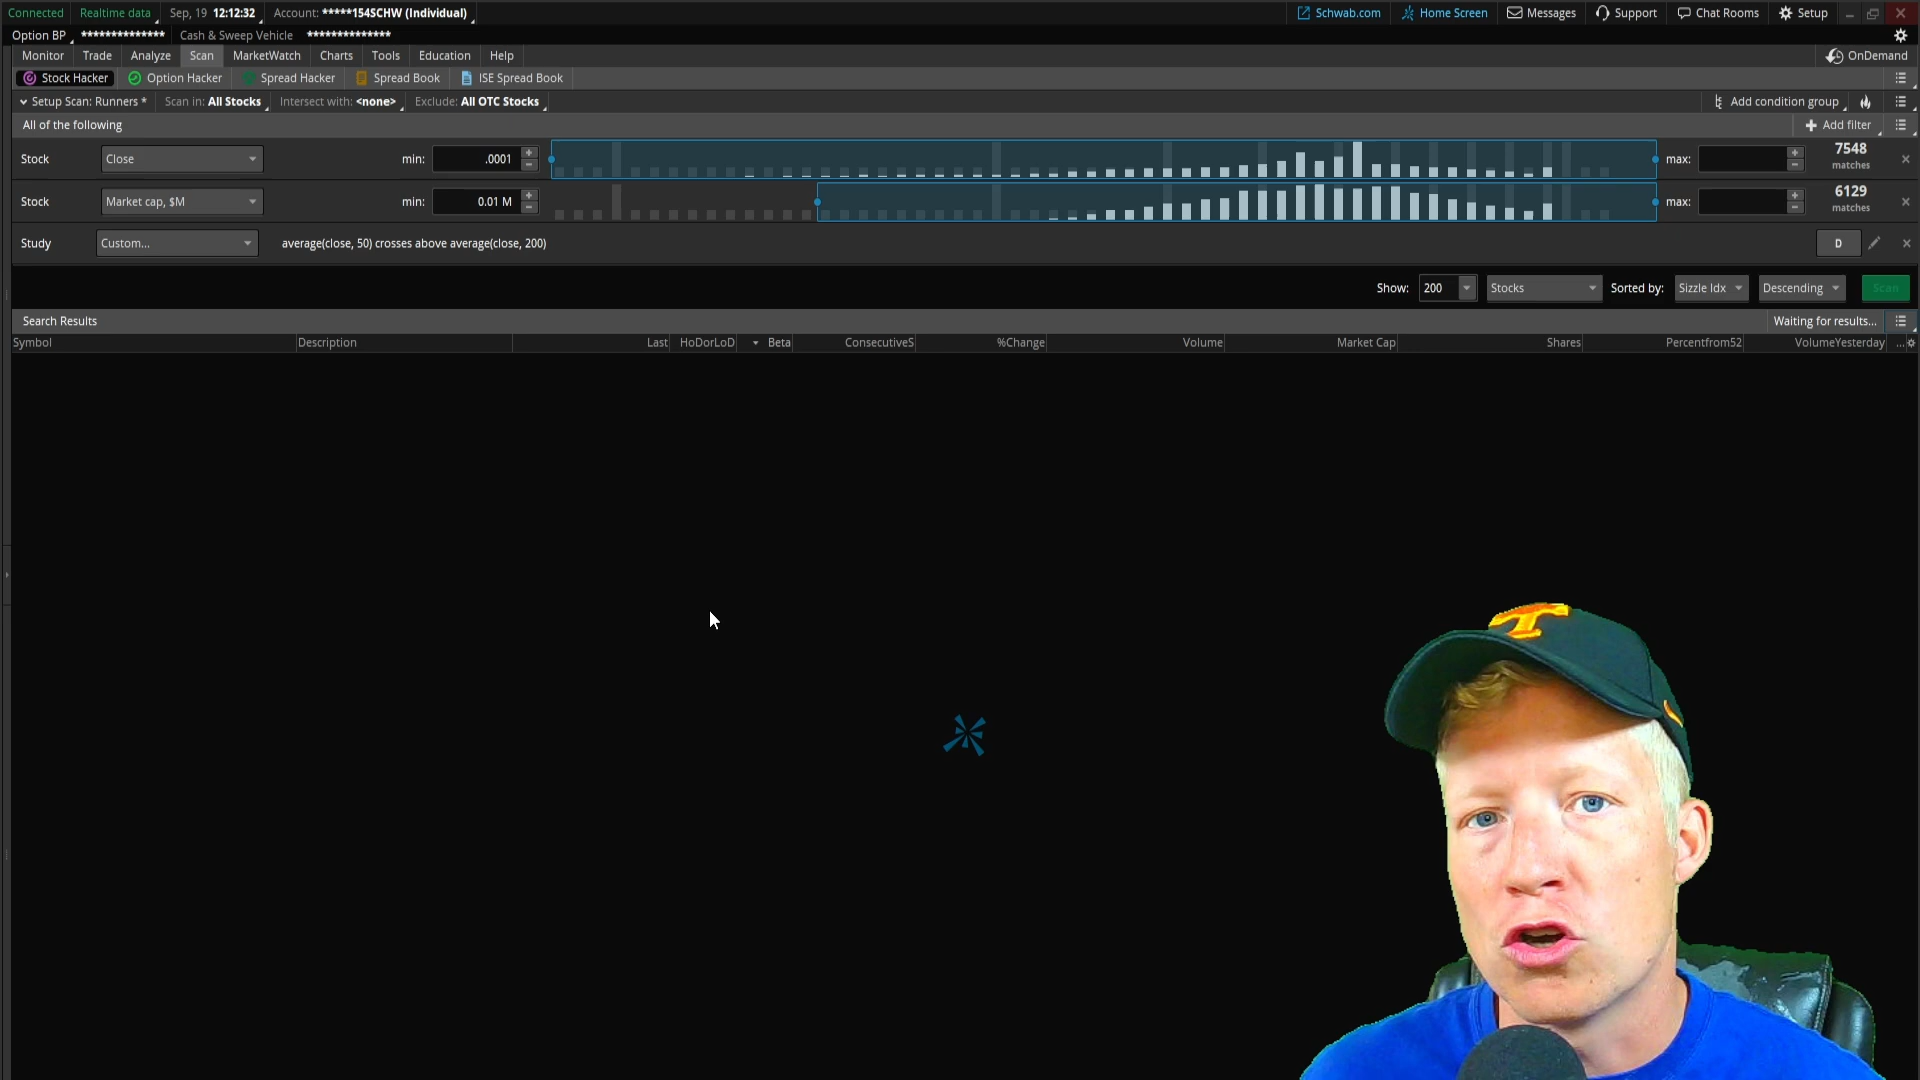 Connected Realtime data Sep, 19 12:12:32 Account: *****154SCHW (Individual) Schwab.com Home Screen Messages Support Chat Rooms Setup
Option BP ************** Cash & Sweep Vehicle **************
Monitor Trade Analyze Scan MarketWatch Charts Tools Education Help OnDemand
Stock Hacker Option Hacker Spread Hacker Spread Book ISE Spread Book
Setup Scan: Runners * Scan in: All Stocks Intersect with: <none> Exclude: All OTC Stocks Add condition group
All of the following Add filter
Stock Close min: .0001 max: 7548 matches
Stock Market cap, $M min: 0.01 M max: 6129 matches
Study Custom... average(close, 50) crosses above average(close, 200) D
Show: 200 Stocks Sorted by: Sizzle Idx Descending Scan
Search Results Waiting for results...
Symbol Description Last HoDorLoD Beta ConsecutiveS %Change Volume Market Cap Shares Percentfrom52 VolumeYesterday ...
T